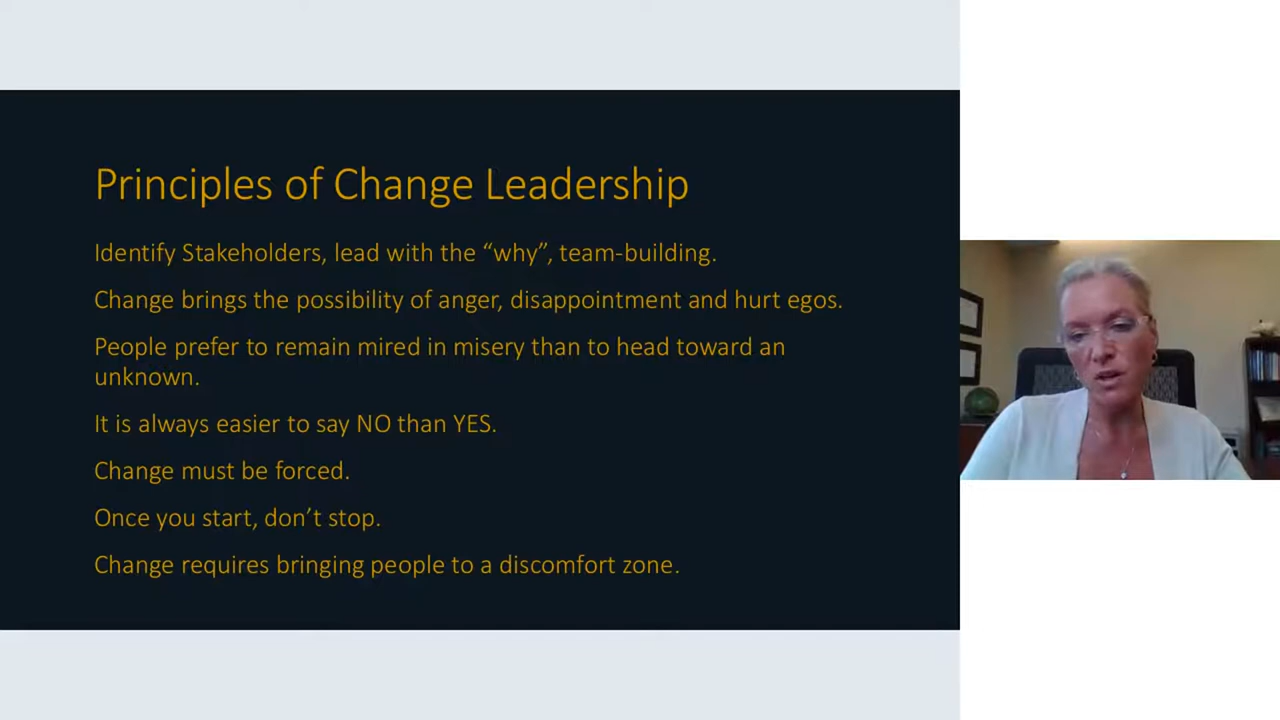 Principles of Change Leadership
Identify Stakeholders, lead with the “why”, team-building.
Change brings the possibility of anger, disappointment and hurt egos.
People prefer to remain mired in misery than to head toward an
unknown.
It is always easier to say NO than YES.
Change must be forced.
Once you start, don’t stop.
Change requires bringing people to a discomfort zone.